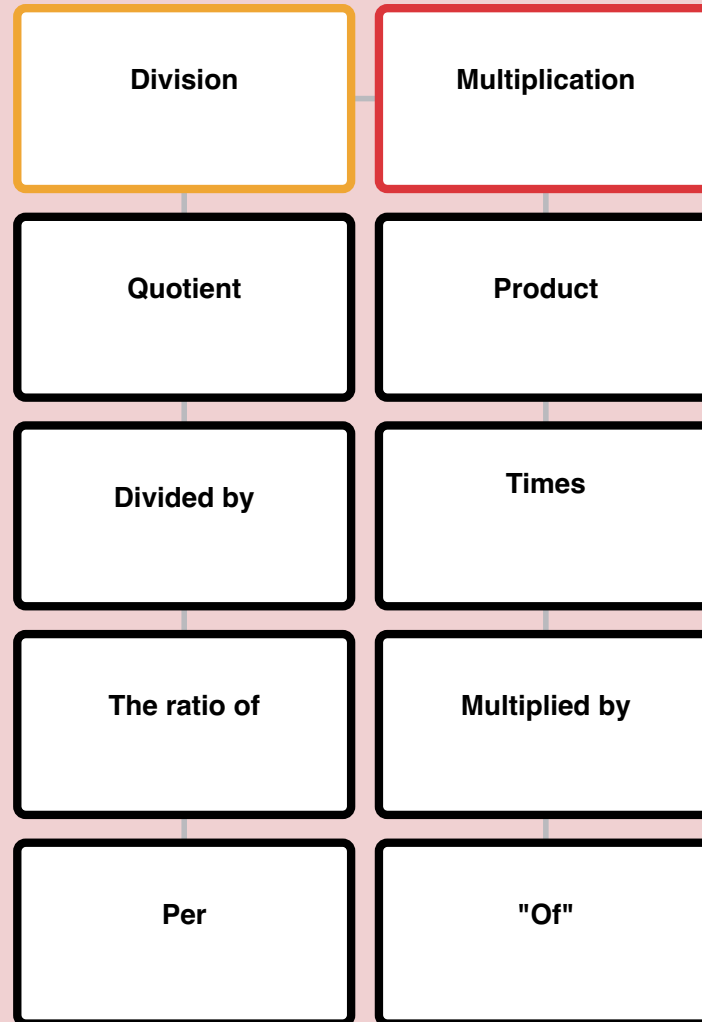 Division
Multiplication
Quotient
Product
Divided by
Times
The ratio of
Multiplied by
Per
"Of"